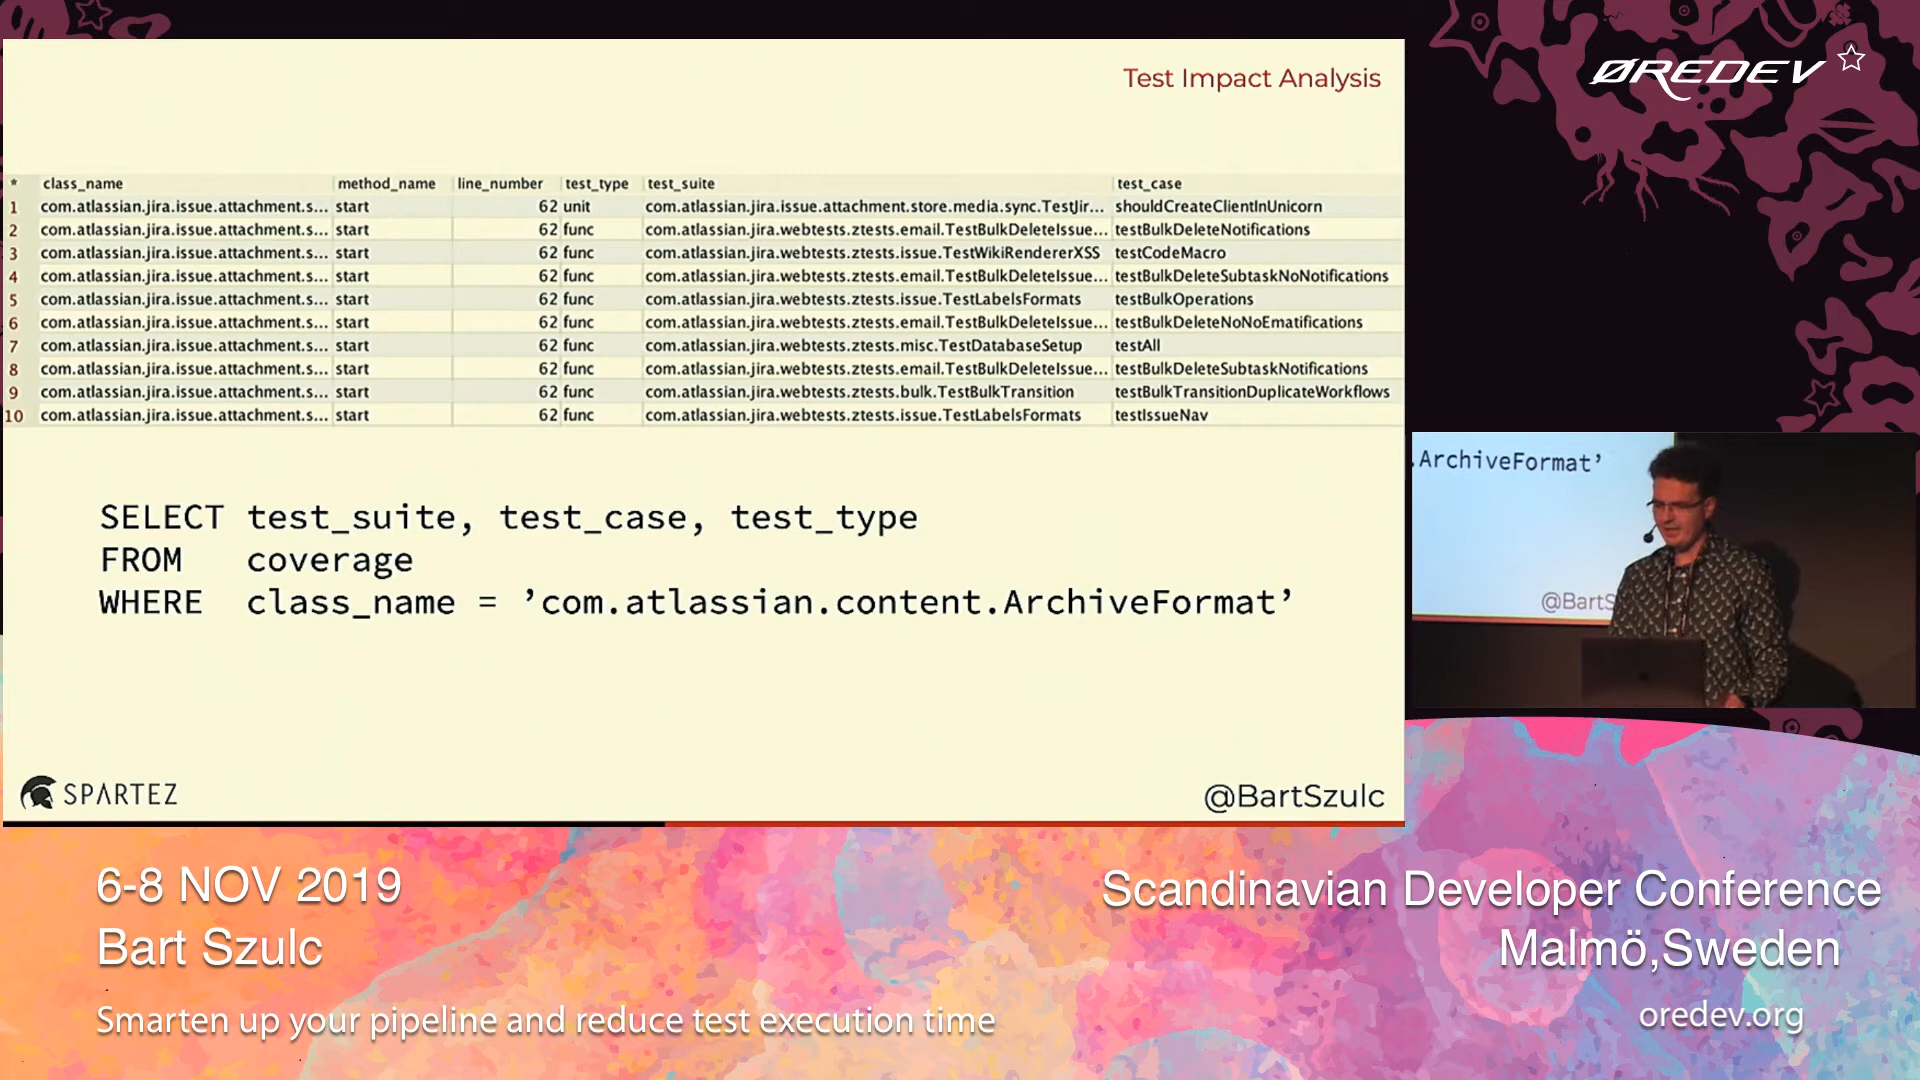 ØREDEV
Test Impact Analysis
* class_name method_name line_number test_type test_suite test_case
1 com.atlassian.jira.issue.attachment.s... start 62 unit com.atlassian.jira.issue.attachment.store.media.sync.TestJir... shouldCreateClientInUnicorn
2 com.atlassian.jira.issue.attachment.s... start 62 func com.atlassian.jira.webtests.ztests.email.TestBulkDeleteIssue... testBulkDeleteNotifications
3 com.atlassian.jira.issue.attachment.s... start 62 func com.atlassian.jira.webtests.ztests.issue.TestWikiRendererXSS testCodeMacro
4 com.atlassian.jira.issue.attachment.s... start 62 func com.atlassian.jira.webtests.ztests.email.TestBulkDeleteIssue... testBulkDeleteSubtaskNoNotifications
5 com.atlassian.jira.issue.attachment.s... start 62 func com.atlassian.jira.webtests.ztests.issue.TestLabelsFormats testBulkOperations
6 com.atlassian.jira.issue.attachment.s... start 62 func com.atlassian.jira.webtests.ztests.email.TestBulkDeleteIssue... testBulkDeleteNoNoEmatifications
7 com.atlassian.jira.issue.attachment.s... start 62 func com.atlassian.jira.webtests.ztests.misc.TestDatabaseSetup testAll
8 com.atlassian.jira.issue.attachment.s... start 62 func com.atlassian.jira.webtests.ztests.email.TestBulkDeleteIssue... testBulkDeleteSubtaskNotifications
9 com.atlassian.jira.issue.attachment.s... start 62 func com.atlassian.jira.webtests.ztests.bulk.TestBulkTransition testBulkTransitionDuplicateWorkflows
10 com.atlassian.jira.issue.attachment.s... start 62 func com.atlassian.jira.webtests.ztests.issue.TestLabelsFormats testIssueNav
SELECT test_suite, test_case, test_type
FROM coverage
WHERE class_name = ’com.atlassian.content.ArchiveFormat’
.ArchiveFormat’
@BartS
SPARTEZ
@BartSzulc
6-8 NOV 2019
Bart Szulc
Smarten up your pipeline and reduce test execution time
Scandinavian Developer Conference
Malmö,Sweden
oredev.org